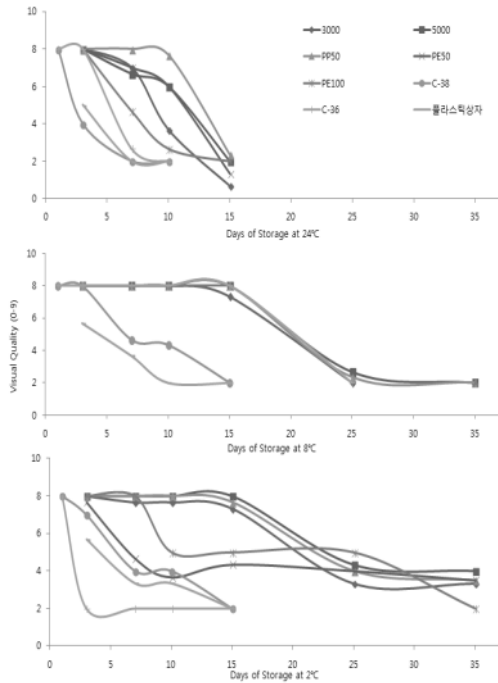 10
8
6
4
2
0
3000
5000
PP50
PE50
PE100
C-38
C-36
플라스틱상자
0 5 10 15 20 25 30 35
Days of Storage at 24℃
Visual Quality (0-9)
10
8
6
4
2
0
0 5 10 15 20 25 30 35
Days of Storage at 8℃
10
8
6
4
2
0
0 5 10 15 20 25 30 35
Days of Storage at 2℃